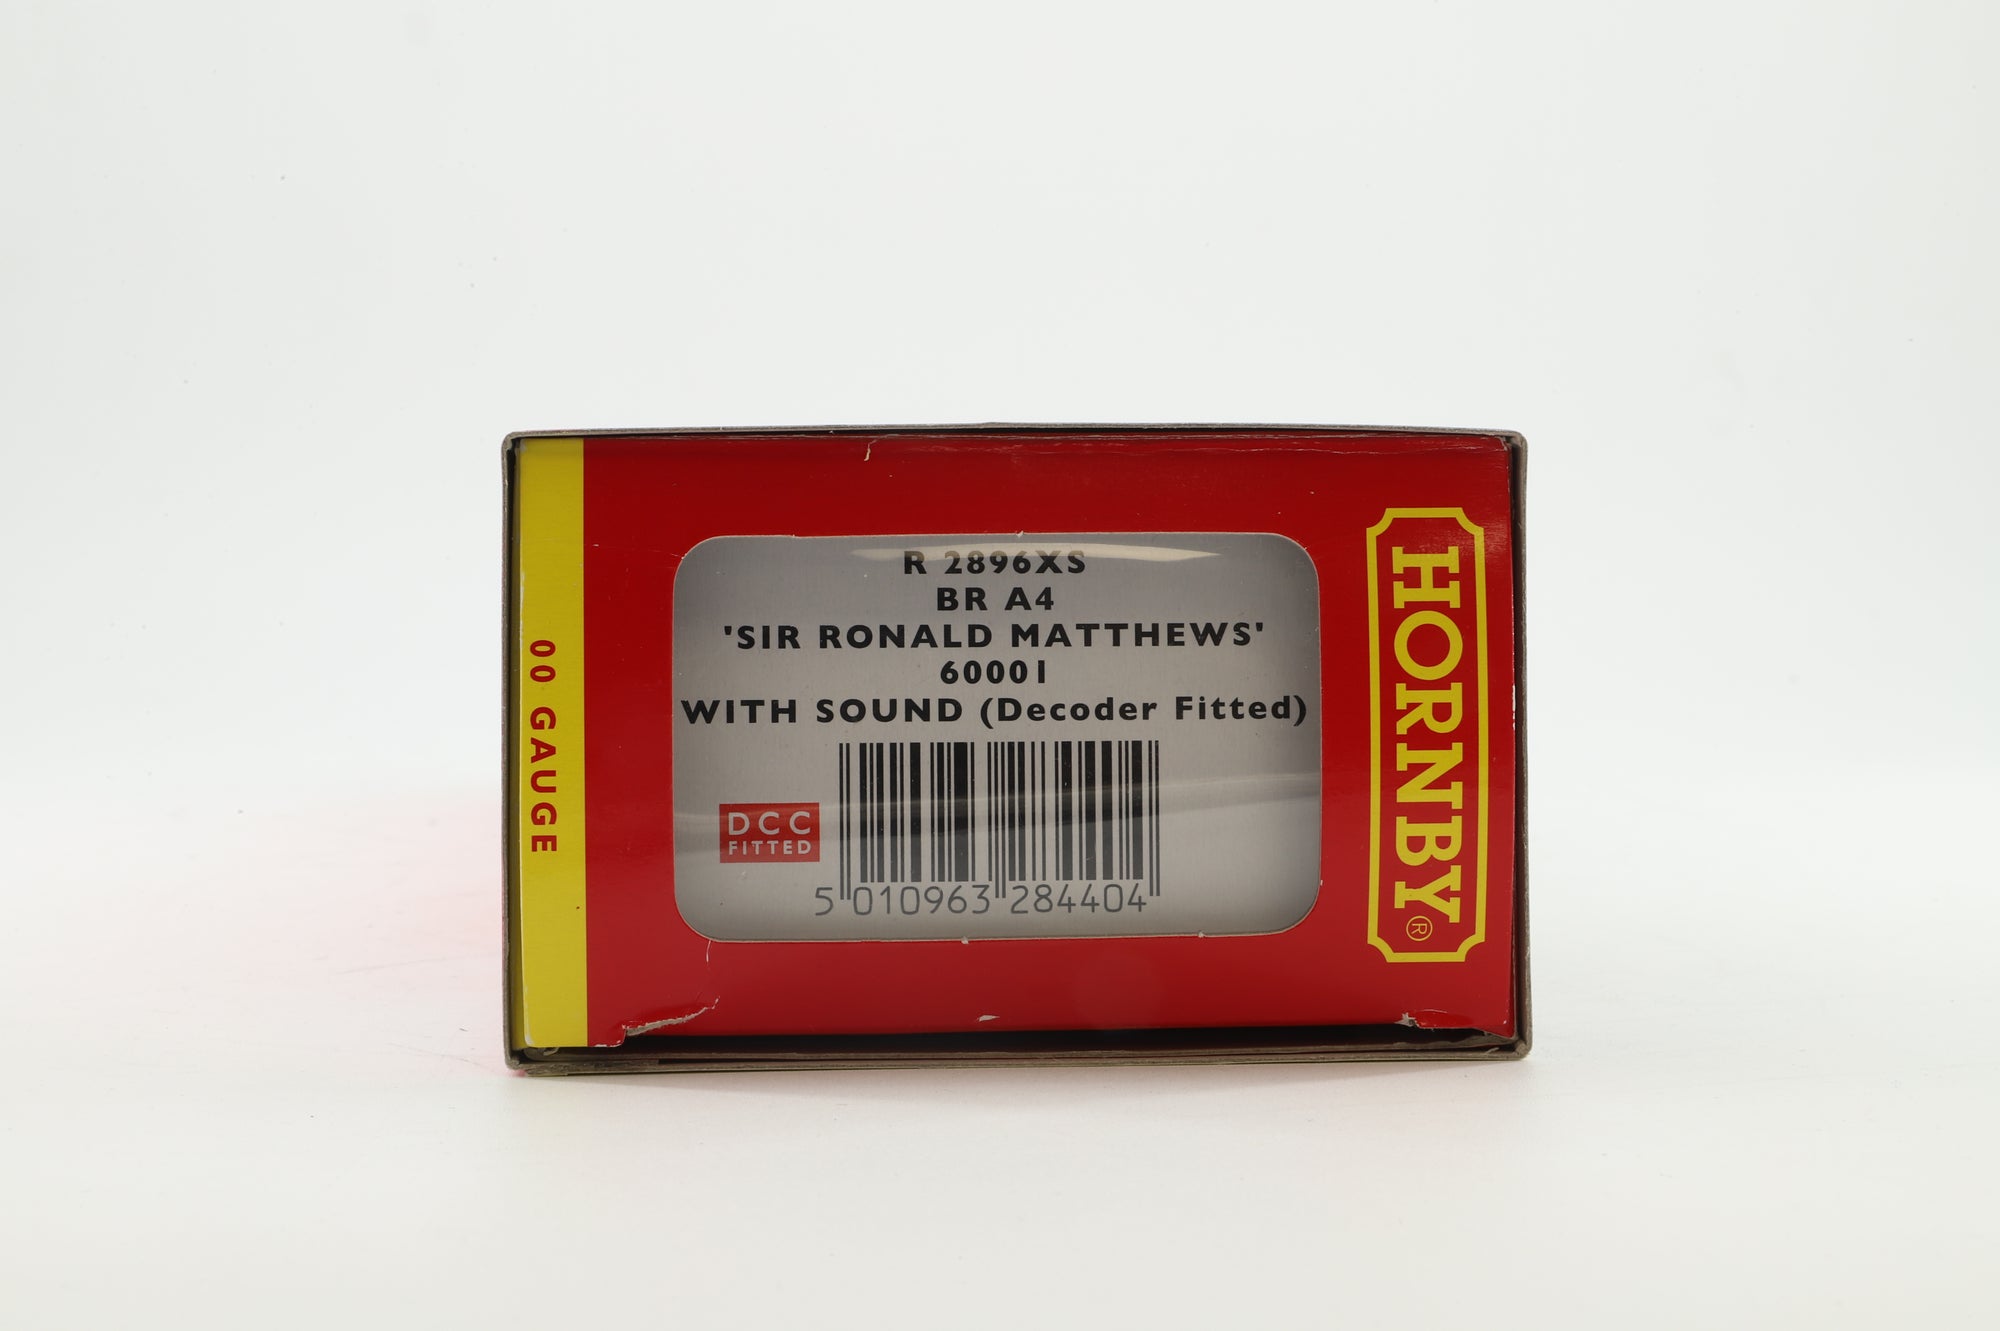 00 GAUGE
R 2896XS
BR A4
'SIR RONALD MATTHEWS'
60001
WITH SOUND (Decoder Fitted)
DCC
FITTED
5 010963 284404
HORNBY®